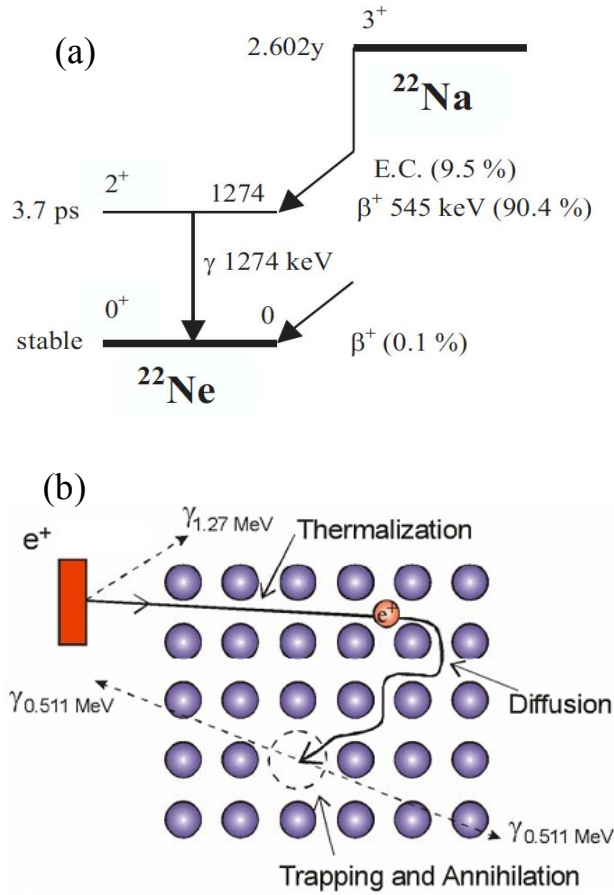 (a)
3⁺
2.602y
²²Na
E.C. (9.5 %)
2⁺
1274
3.7 ps
β⁺ 545 keV (90.4 %)
γ 1274 keV
0⁺
0
stable
β⁺ (0.1 %)
²²Ne
(b)
e⁺
γ1.27 MeV
Thermalization
e⁺
γ0.511 MeV
Diffusion
γ0.511 MeV
Trapping and Annihilation